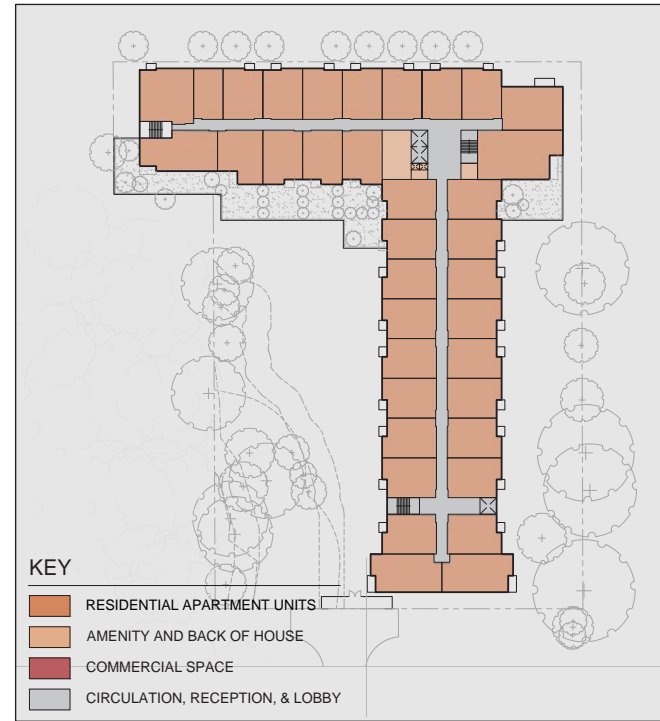 KEY
RESIDENTIAL APARTMENT UNITS
AMENITY AND BACK OF HOUSE
COMMERCIAL SPACE
CIRCULATION, RECEPTION, & LOBBY